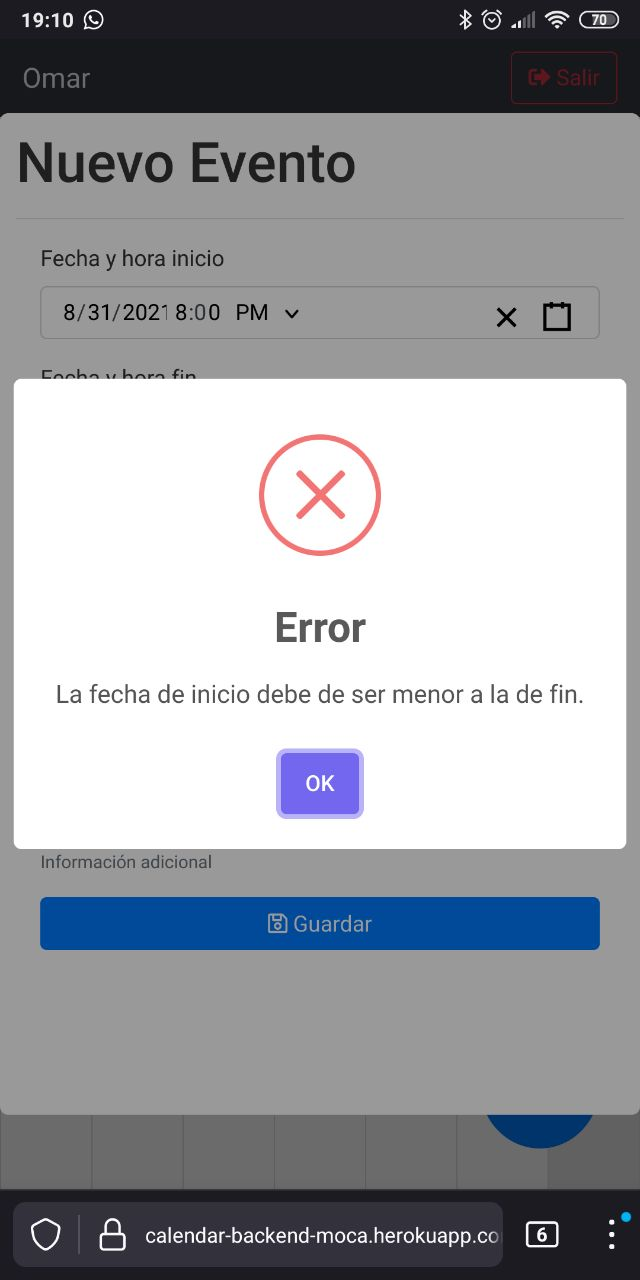 19:10 70
Omar Salir
Nuevo Evento
Fecha y hora inicio
8/31/2021 8:00 PM
Fecha y hora fin
Error
La fecha de inicio debe de ser menor a la de fin.
OK
Información adicional
Guardar
calendar-backend-moca.herokuapp.co 6